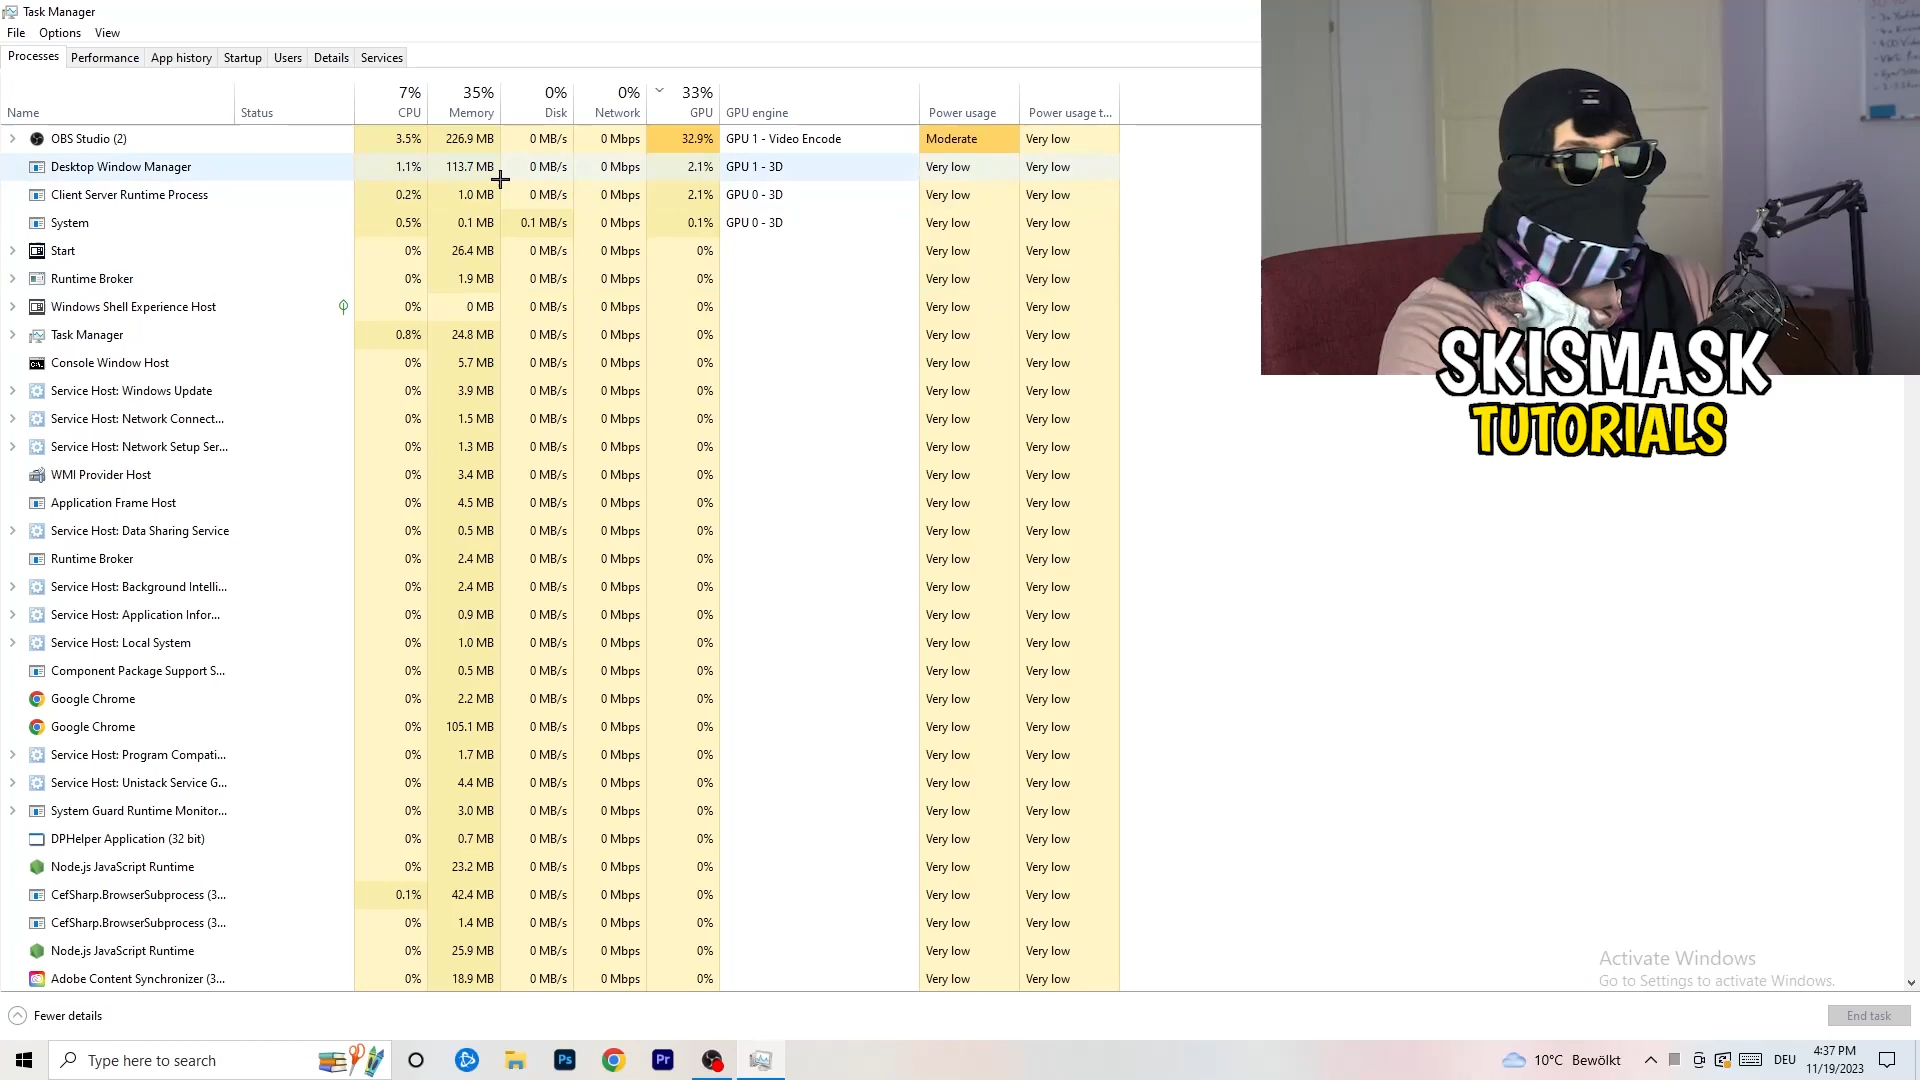 Task Manager
File Options View
Processes Performance App history Startup Users Details Services
7% 35% 0% 0% 33%
Name Status CPU Memory Disk Network GPU GPU engine Power usage Power usage t...
OBS Studio (2) 3.5% 226.9 MB 0 MB/s 0 Mbps 32.9% GPU 1 - Video Encode Moderate Very low
Desktop Window Manager 1.1% 113.7 MB 0 MB/s 0 Mbps 2.1% GPU 1 - 3D Very low Very low
Client Server Runtime Process 0.2% 1.0 MB 0 MB/s 0 Mbps 2.1% GPU 0 - 3D Very low Very low
System 0.5% 0.1 MB 0.1 MB/s 0 Mbps 0.1% GPU 0 - 3D Very low Very low
Start 0% 26.4 MB 0 MB/s 0 Mbps 0% Very low Very low
Runtime Broker 0% 1.9 MB 0 MB/s 0 Mbps 0% Very low Very low
Windows Shell Experience Host 0% 0 MB 0 MB/s 0 Mbps 0% Very low Very low
Task Manager 0.8% 24.8 MB 0 MB/s 0 Mbps 0% Very low Very low
Console Window Host 0% 5.7 MB 0 MB/s 0 Mbps 0% Very low Very low
Service Host: Windows Update 0% 3.9 MB 0 MB/s 0 Mbps 0% Very low Very low
Service Host: Network Connect... 0% 1.5 MB 0 MB/s 0 Mbps 0% Very low Very low
Service Host: Network Setup Ser... 0% 1.3 MB 0 MB/s 0 Mbps 0% Very low Very low
WMI Provider Host 0% 3.4 MB 0 MB/s 0 Mbps 0% Very low Very low
Application Frame Host 0% 4.5 MB 0 MB/s 0 Mbps 0% Very low Very low
Service Host: Data Sharing Service 0% 0.5 MB 0 MB/s 0 Mbps 0% Very low Very low
Runtime Broker 0% 2.4 MB 0 MB/s 0 Mbps 0% Very low Very low
Service Host: Background Intelli... 0% 2.4 MB 0 MB/s 0 Mbps 0% Very low Very low
Service Host: Application Infor... 0% 0.9 MB 0 MB/s 0 Mbps 0% Very low Very low
Service Host: Local System 0% 1.0 MB 0 MB/s 0 Mbps 0% Very low Very low
Component Package Support S... 0% 0.5 MB 0 MB/s 0 Mbps 0% Very low Very low
Google Chrome 0% 2.2 MB 0 MB/s 0 Mbps 0% Very low Very low
Google Chrome 0% 105.1 MB 0 MB/s 0 Mbps 0% Very low Very low
Service Host: Program Compati... 0% 1.7 MB 0 MB/s 0 Mbps 0% Very low Very low
Service Host: Unistack Service G... 0% 4.4 MB 0 MB/s 0 Mbps 0% Very low Very low
System Guard Runtime Monitor... 0% 3.0 MB 0 MB/s 0 Mbps 0% Very low Very low
DPHelper Application (32 bit) 0% 0.7 MB 0 MB/s 0 Mbps 0% Very low Very low
Node.js JavaScript Runtime 0% 23.2 MB 0 MB/s 0 Mbps 0% Very low Very low
CefSharp.BrowserSubprocess (3... 0.1% 42.4 MB 0 MB/s 0 Mbps 0% Very low Very low
CefSharp.BrowserSubprocess (3... 0% 1.4 MB 0 MB/s 0 Mbps 0% Very low Very low
Node.js JavaScript Runtime 0% 25.9 MB 0 MB/s 0 Mbps 0% Very low Very low
Adobe Content Synchronizer (3... 0% 18.9 MB 0 MB/s 0 Mbps 0% Very low Very low
SKISMASK
TUTORIALS
Activate Windows
Go to Settings to activate Windows.
Fewer details End task
Type here to search Ps Pr 10°C Bewölkt DEU 4:37 PM
11/19/2023